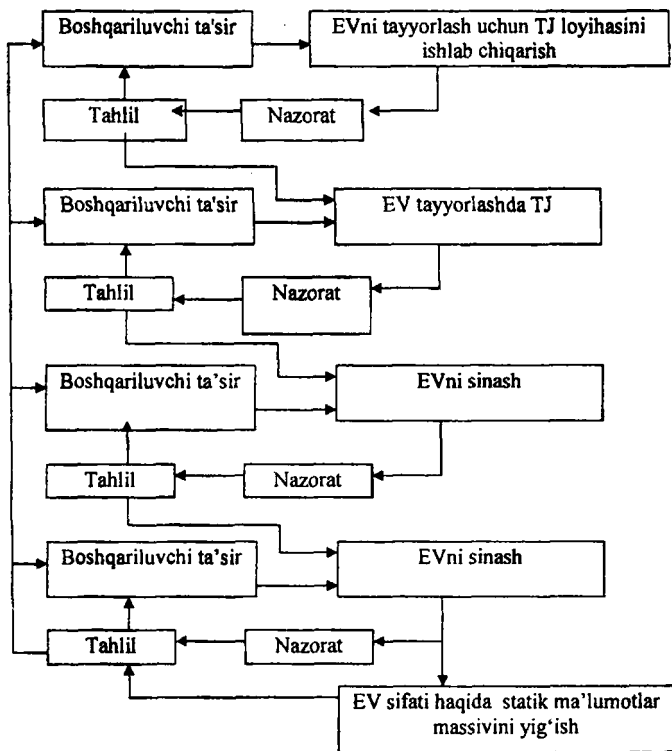 Boshqariluvchi ta'sir
EVni tayyorlash uchun TJ loyihasini
ishlab chiqarish
Tahlil
Nazorat
Boshqariluvchi ta'sir
EV tayyorlashda TJ
Tahlil
Nazorat
Boshqariluvchi ta’sir
EVni sinash
Tahlil
Nazorat
Boshqariluvchi ta’sir
EVni sinash
Tahlil
Nazorat
EV sifati haqida statik ma’lumotlar
massivini yig‘ish